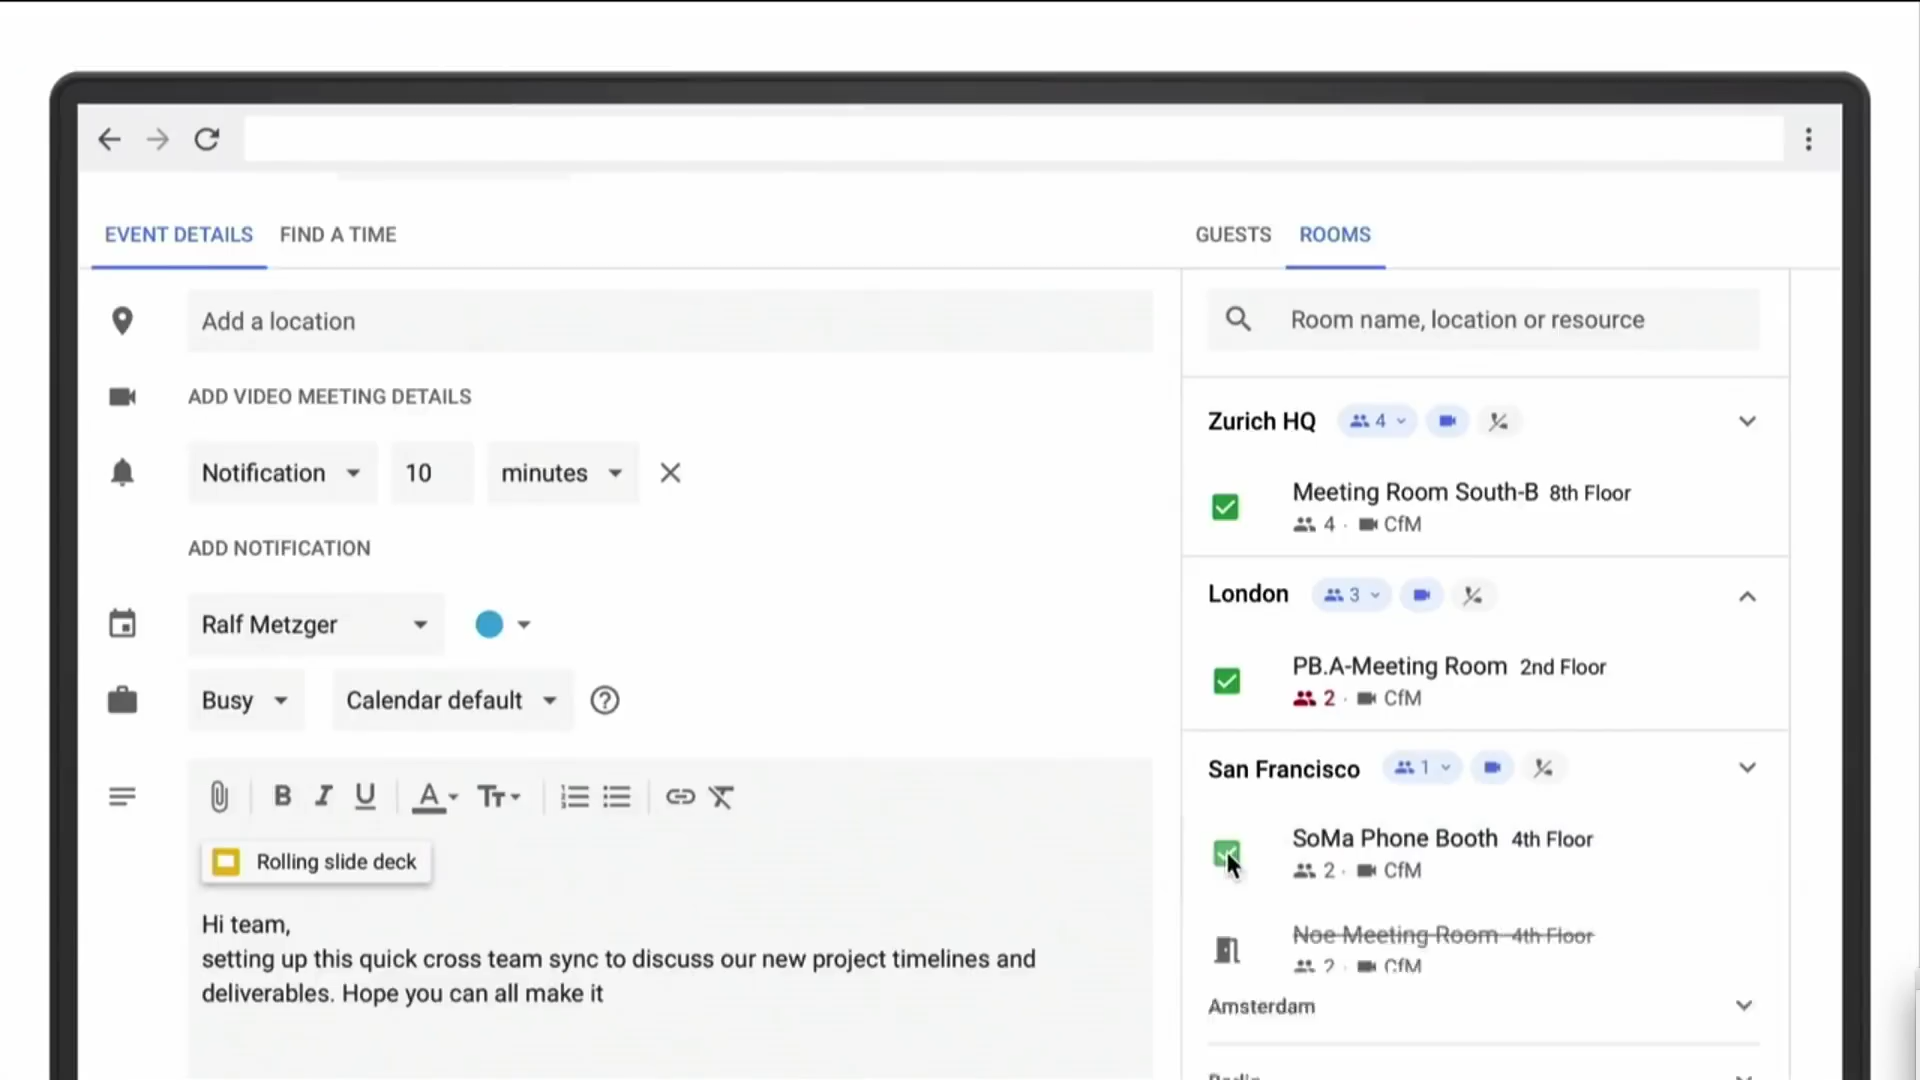 EVENT DETAILS FIND A TIME
GUESTS ROOMS
Add a location
ADD VIDEO MEETING DETAILS
Notification 10 minutes
ADD NOTIFICATION
Ralf Metzger
Busy Calendar default
B I U A Tт
Rolling slide deck
Hi team,
setting up this quick cross team sync to discuss our new project timelines and
deliverables. Hope you can all make it
Room name, location or resource
Zurich HQ 4
Meeting Room South-B 8th Floor
4 · CfM
London 3
PB.A-Meeting Room 2nd Floor
2 · CfM
San Francisco 1
SoMa Phone Booth 4th Floor
2 · CfM
Noe Meeting Room 4th Floor
2 · CfM
Amsterdam